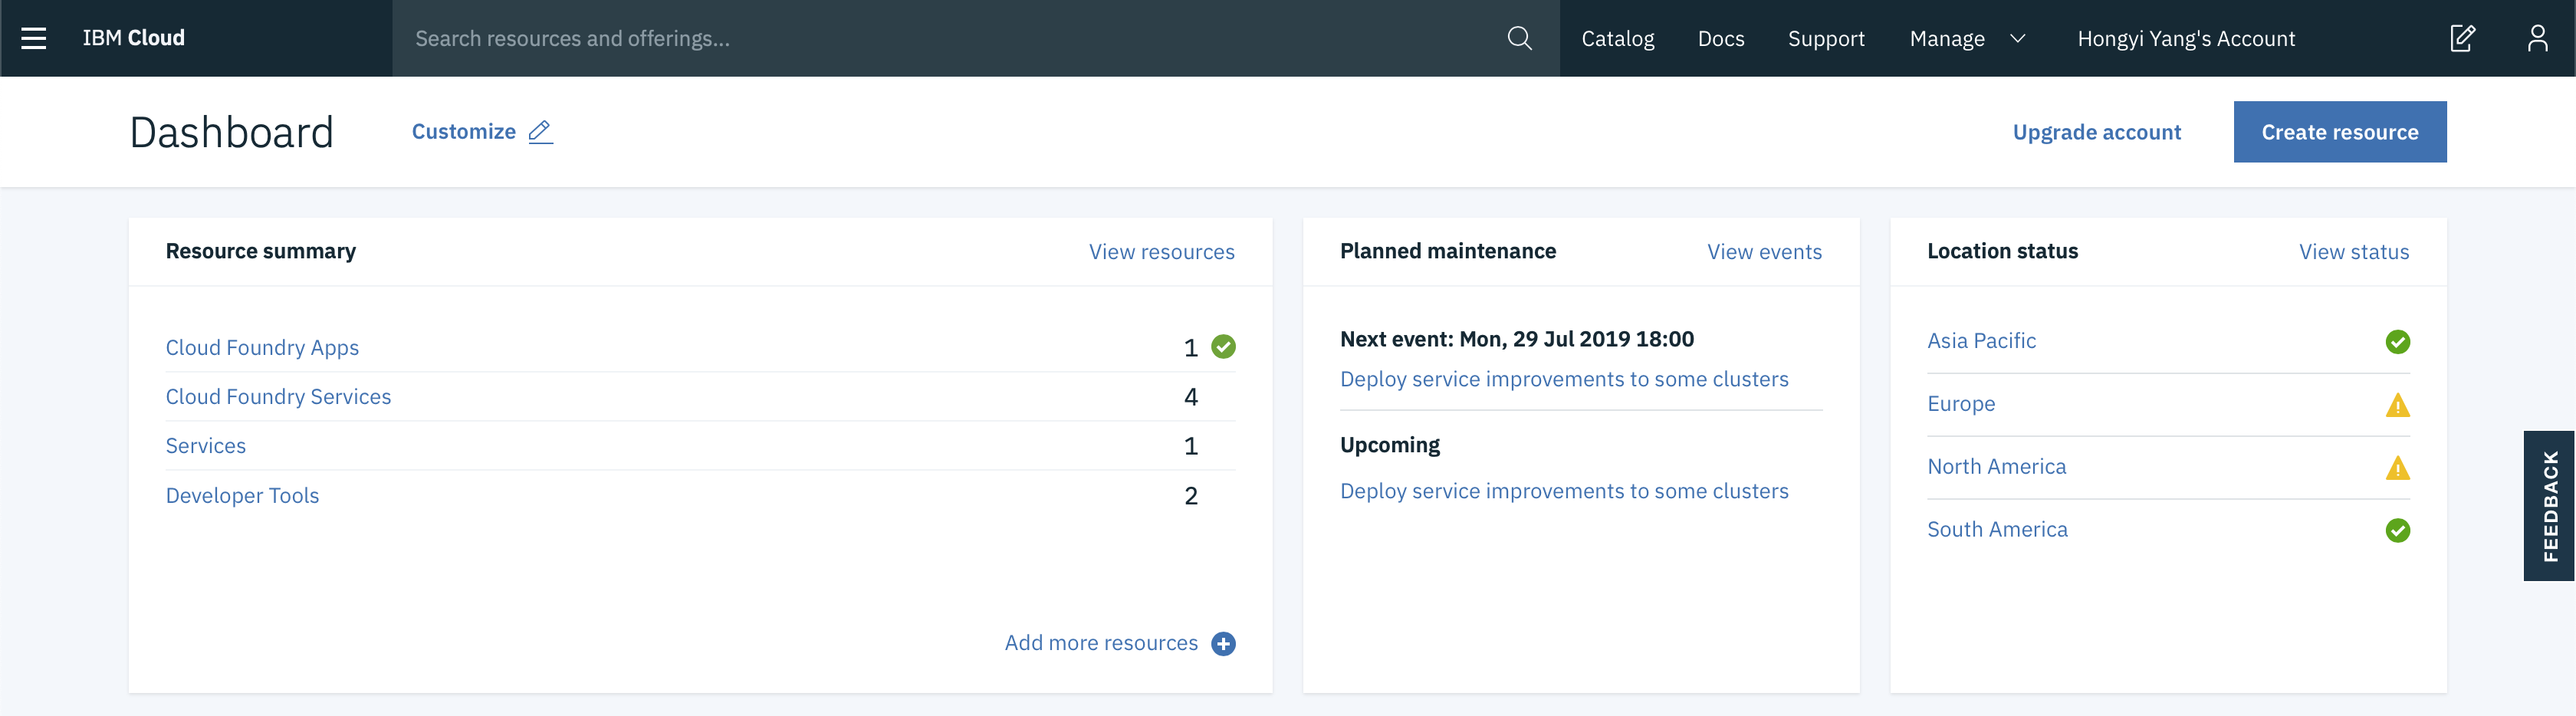 IBM Cloud
Search resources and offerings...
Catalog
Docs
Support
Manage
Hongyi Yang's Account
Dashboard
Customize
Upgrade account
Create resource
Resource summary
View resources
Cloud Foundry Apps 1
Cloud Foundry Services 4
Services 1
Developer Tools 2
Add more resources
Planned maintenance
View events
Next event: Mon, 29 Jul 2019 18:00
Deploy service improvements to some clusters
Upcoming
Deploy service improvements to some clusters
Location status
View status
Asia Pacific
Europe
North America
South America
FEEDBACK